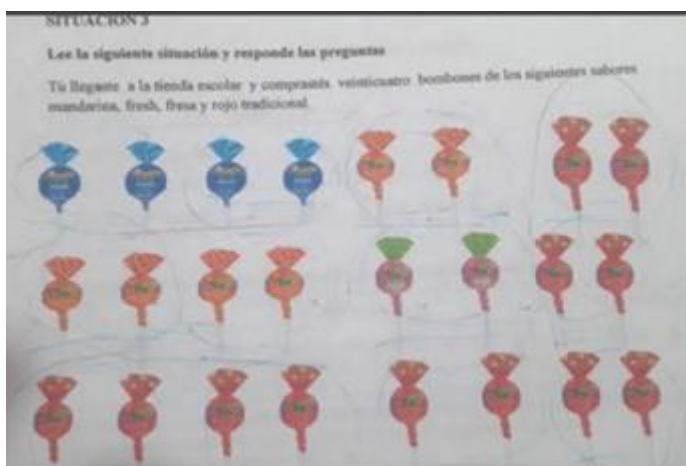 SITUACIÓN 3
Lee la siguiente situación y responde las preguntas
Tú llegaste a la tienda escolar y compraste veinticuatro bombones de los siguientes sabores
mandarina, fresh, fresa y rojo tradicional.